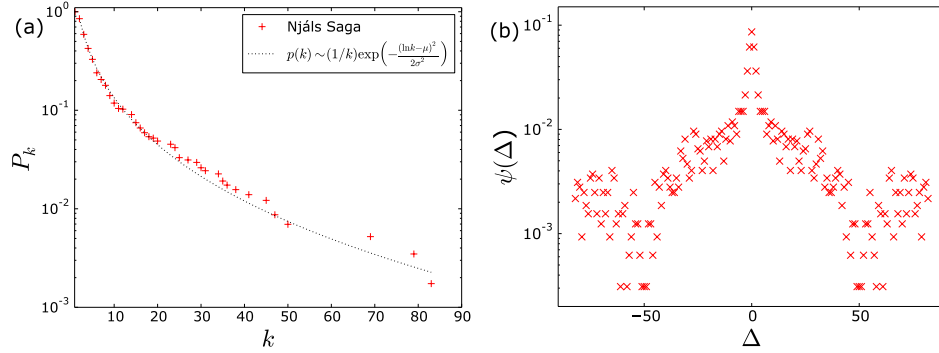 (a)
Njáls Saga
p(k) ∼ (1/k)exp(−(lnk−μ)²/2σ²)
10⁰
10⁻¹
10⁻²
10⁻³
P_k
10 20 30 40 50 60 70 80 90
k
(b)
10⁻¹
10⁻²
10⁻³
ψ(Δ)
−50 0 50
Δ